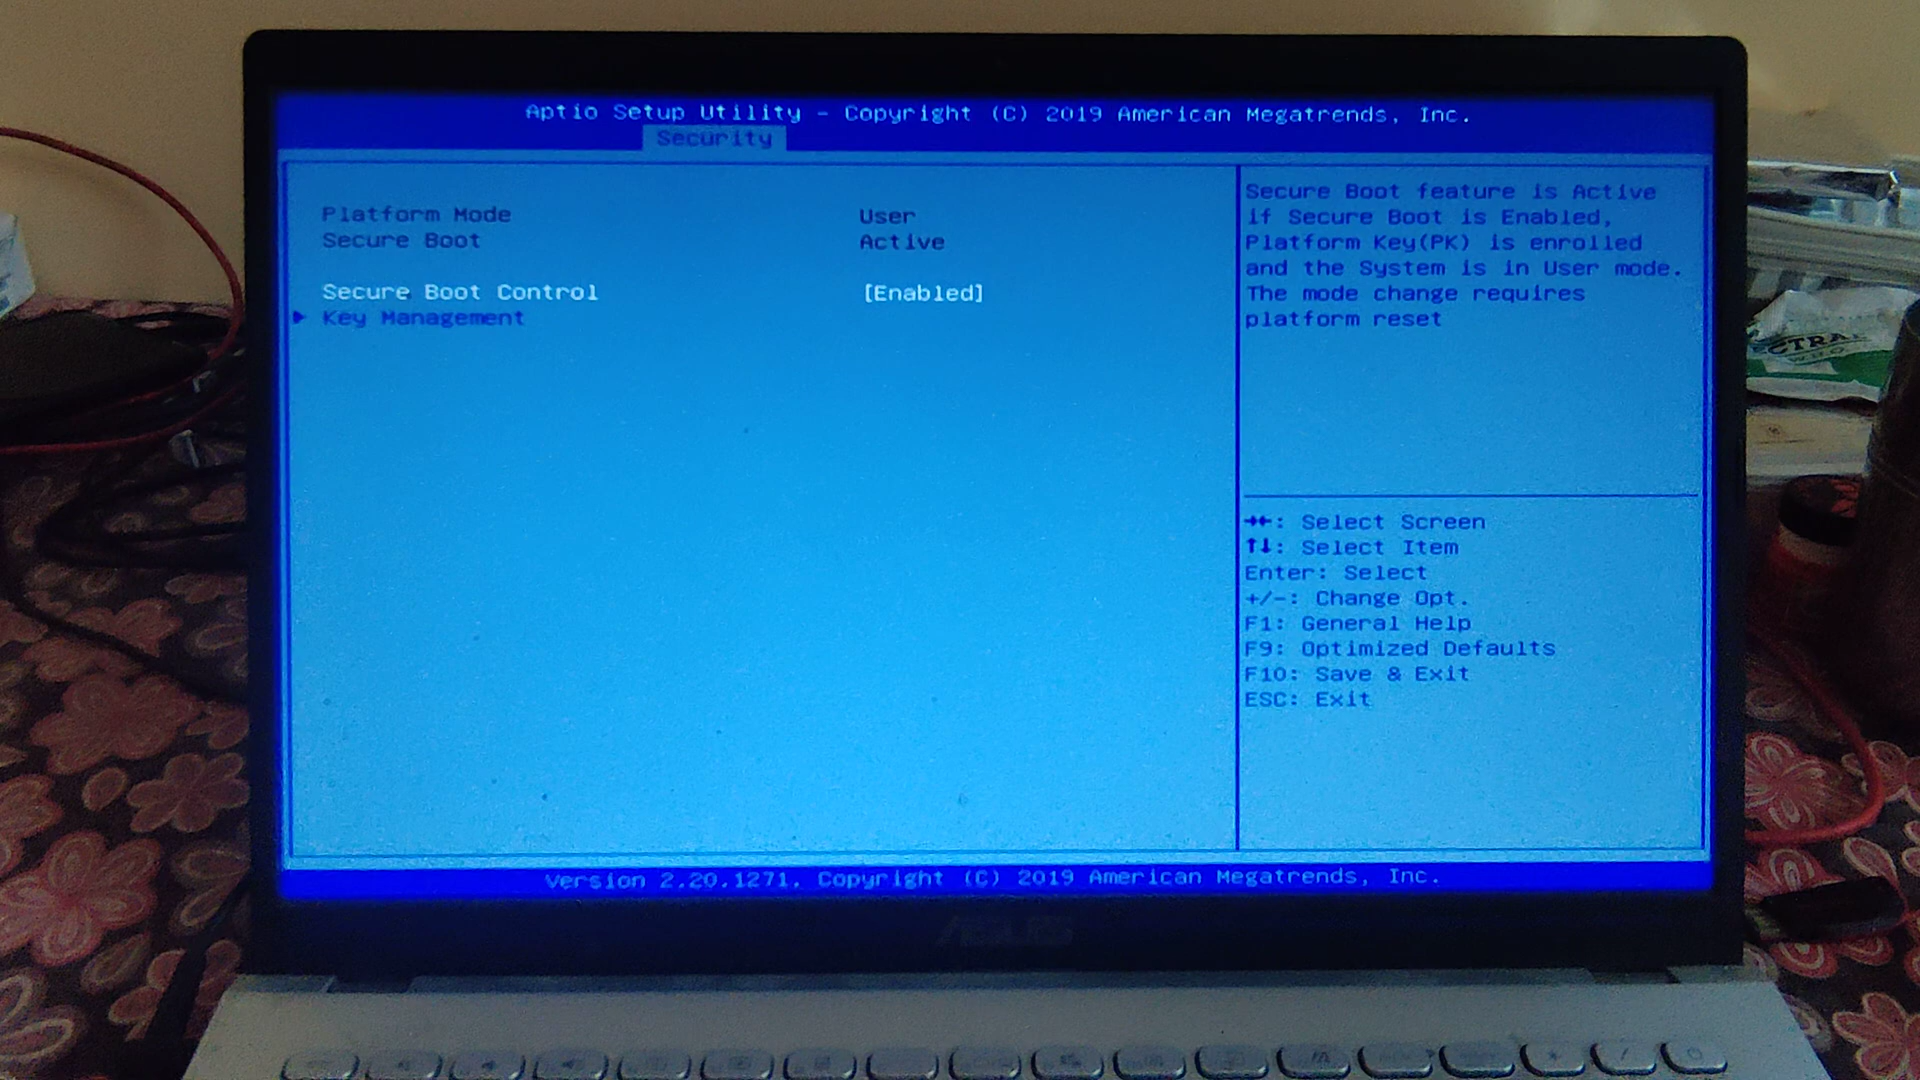 Aptio Setup Utility - Copyright (C) 2019 American Megatrends, Inc.
Security
Platform Mode User
Secure Boot Active
Secure Boot Control [Enabled]
Key Management
Secure Boot feature is Active
if Secure Boot is Enabled,
Platform Key(PK) is enrolled
and the System is in User mode.
The mode change requires
platform reset
→←: Select Screen
↑↓: Select Item
Enter: Select
+/-: Change Opt.
F1: General Help
F9: Optimized Defaults
F10: Save & Exit
ESC: Exit
Version 2.20.1271. Copyright (C) 2019 American Megatrends, Inc.
ASUS